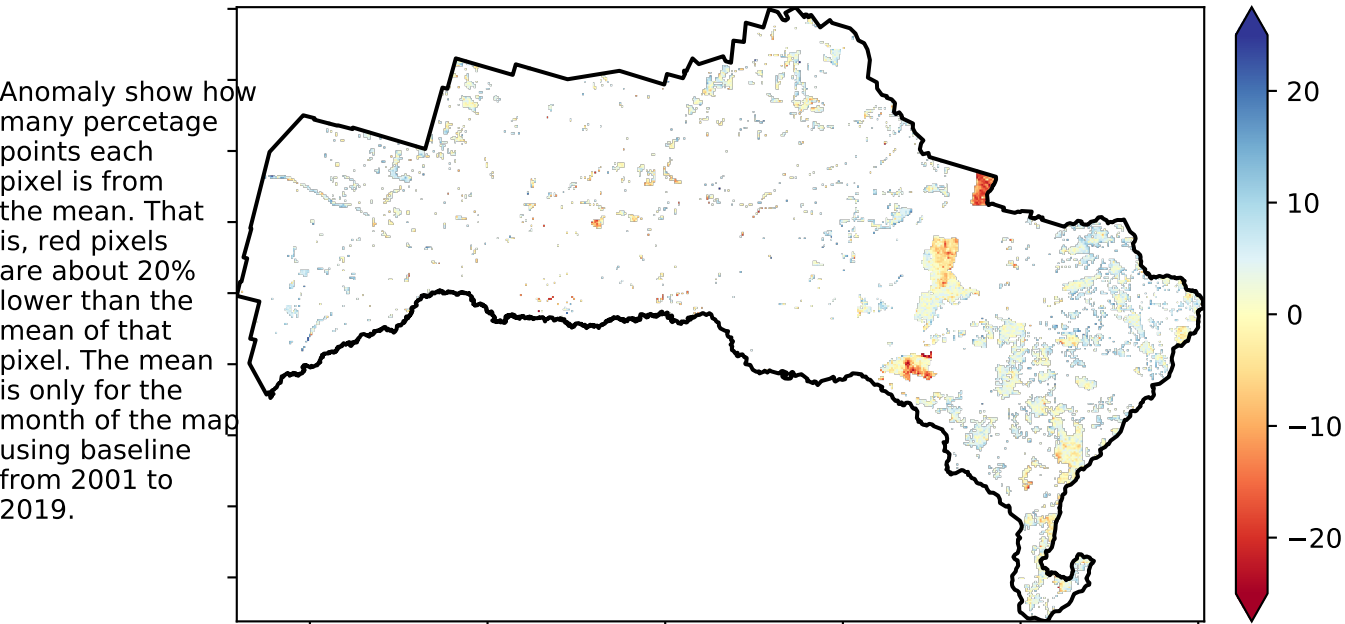 Anomaly show how
many percetage
points each
pixel is from
the mean. That
is, red pixels
are about 20%
lower than the
mean of that
pixel. The mean
is only for the
month of the map
using baseline
from 2001 to
2019.
20
10
0
−10
−20